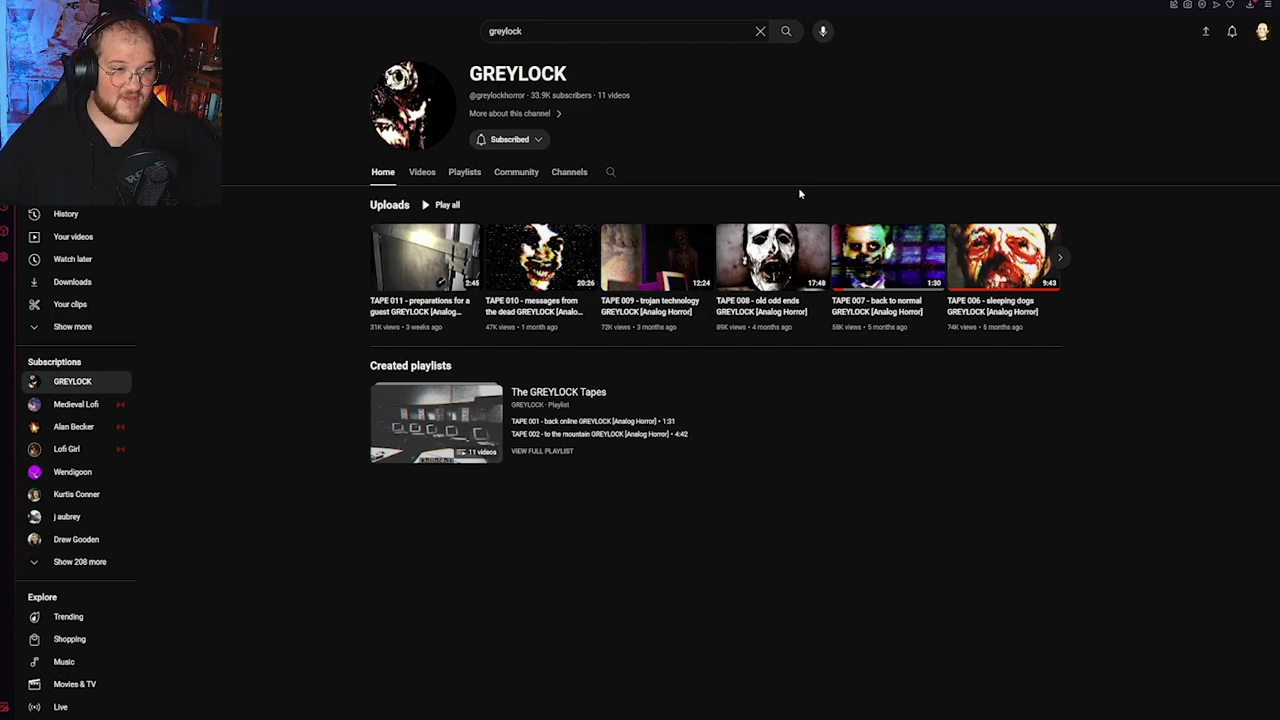 greylock
GREYLOCK
@greylockhorror · 33.9K subscribers · 11 videos
More about this channel
Subscribed
Home Videos Playlists Community Channels
Uploads Play all
2:45
20:26
12:24
17:48
1:30
9:43
TAPE 011 - preparations for a
guest GREYLOCK [Analog...
31K views • 3 weeks ago
TAPE 010 - messages from
the dead GREYLOCK [Analo...
47K views • 1 month ago
TAPE 009 - trojan technology
GREYLOCK [Analog Horror]
72K views • 3 months ago
TAPE 008 - old odd ends
GREYLOCK [Analog Horror]
89K views • 4 months ago
TAPE 007 - back to normal
GREYLOCK [Analog Horror]
58K views • 5 months ago
TAPE 006 - sleeping dogs
GREYLOCK [Analog Horror]
74K views • 5 months ago
Created playlists
11 videos
The GREYLOCK Tapes
GREYLOCK · Playlist
TAPE 001 - back online GREYLOCK [Analog Horror] • 1:31
TAPE 002 - to the mountain GREYLOCK [Analog Horror] • 4:42
VIEW FULL PLAYLIST
History
Your videos
Watch later
Downloads
Your clips
Show more
Subscriptions
GREYLOCK
Medieval Lofi
Alan Becker
Lofi Girl
Wendigoon
Kurtis Conner
j aubrey
Drew Gooden
Show 208 more
Explore
Trending
Shopping
Music
Movies & TV
Live